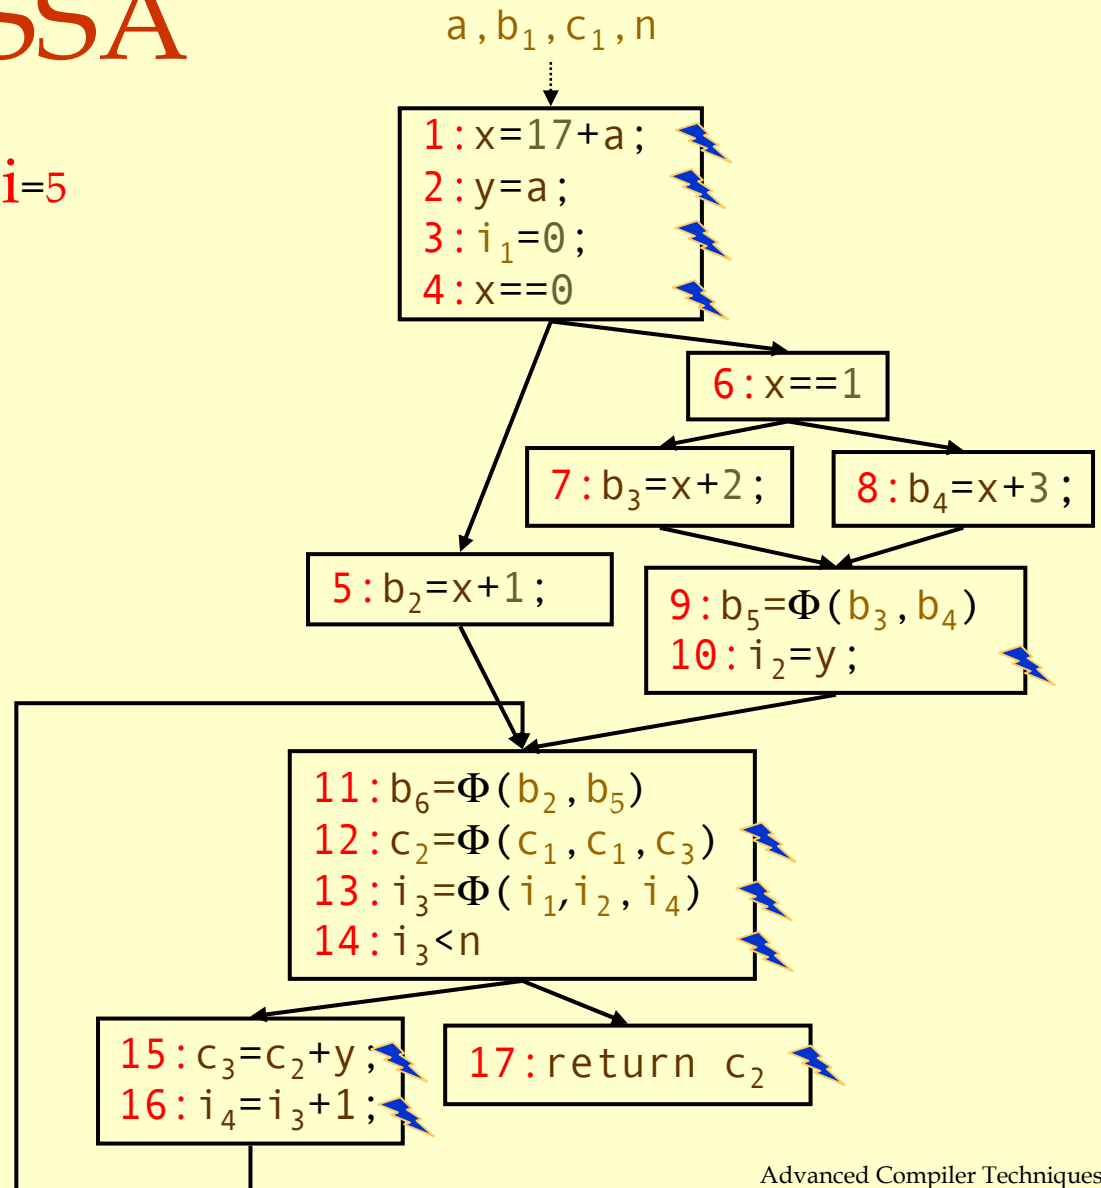 SSA
a,b₁,c₁,n
i=5
1:x=17+a;
2:y=a;
3:i₁=0;
4:x==0
6:x==1
7:b₃=x+2;
8:b₄=x+3;
5:b₂=x+1;
9:b₅=Φ(b₃,b₄)
10:i₂=y;
11:b₆=Φ(b₂,b₅)
12:c₂=Φ(c₁,c₁,c₃)
13:i₃=Φ(i₁,i₂,i₄)
14:i₃<n
15:c₃=c₂+y;
16:i₄=i₃+1;
17:return c₂
Advanced Compiler Techniques